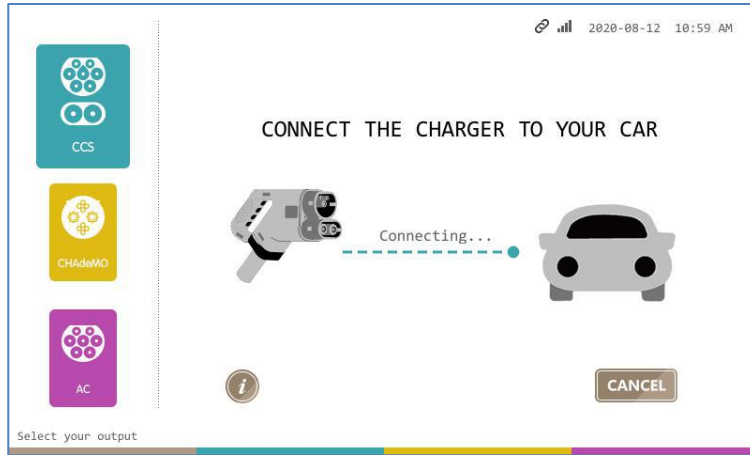 2020-08-12 10:59 AM
CCS
CONNECT THE CHARGER TO YOUR CAR
Connecting...
CHAdeMO
AC
i
CANCEL
Select your output